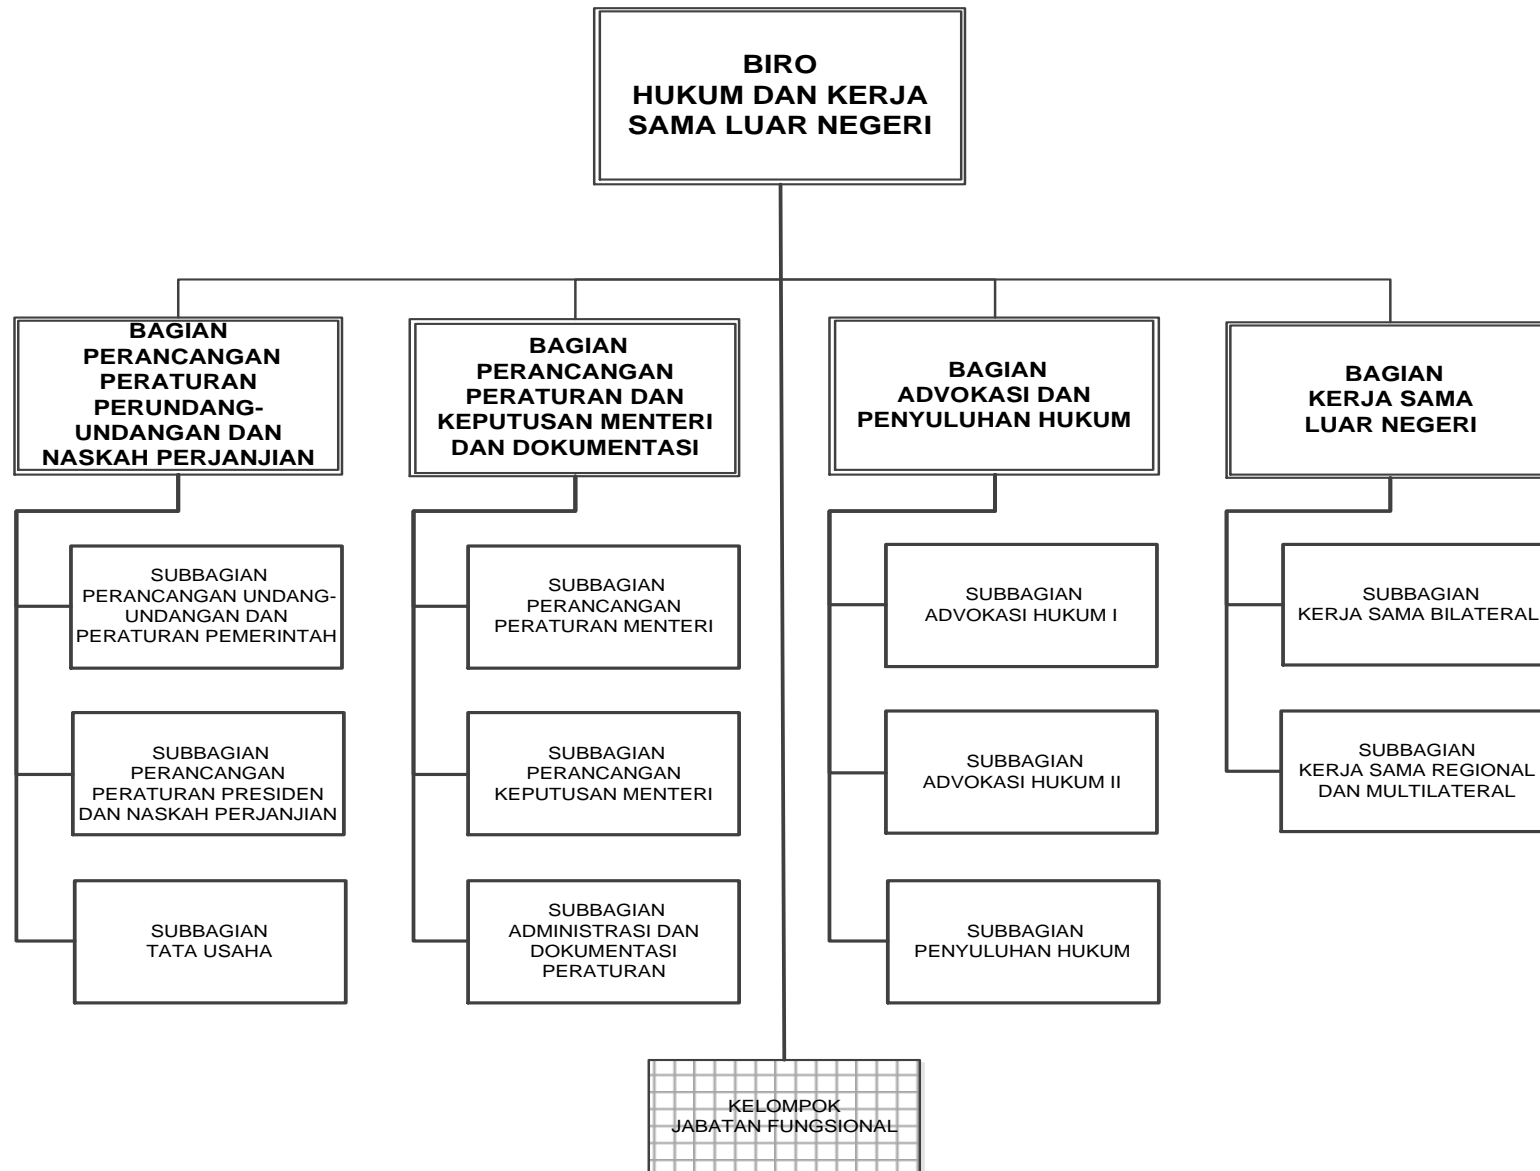 BIRO
HUKUM DAN KERJA
SAMA LUAR NEGERI
BAGIAN
PERANCANGAN
PERATURAN
PERUNDANG-
UNDANGAN DAN
NASKAH PERJANJIAN
BAGIAN
PERANCANGAN
PERATURAN DAN
KEPUTUSAN MENTERI
DAN DOKUMENTASI
BAGIAN
ADVOKASI DAN
PENYULUHAN HUKUM
BAGIAN
KERJA SAMA
LUAR NEGERI
SUBBAGIAN
PERANCANGAN UNDANG-
UNDANGAN DAN
PERATURAN PEMERINTAH
SUBBAGIAN
PERANCANGAN
PERATURAN MENTERI
SUBBAGIAN
ADVOKASI HUKUM I
SUBBAGIAN
KERJA SAMA BILATERAL
SUBBAGIAN
PERANCANGAN
PERATURAN PRESIDEN
DAN NASKAH PERJANJIAN
SUBBAGIAN
PERANCANGAN
KEPUTUSAN MENTERI
SUBBAGIAN
ADVOKASI HUKUM II
SUBBAGIAN
KERJA SAMA REGIONAL
DAN MULTILATERAL
SUBBAGIAN
TATA USAHA
SUBBAGIAN
ADMINISTRASI DAN
DOKUMENTASI
PERATURAN
SUBBAGIAN
PENYULUHAN HUKUM
KELOMPOK
JABATAN FUNGSIONAL